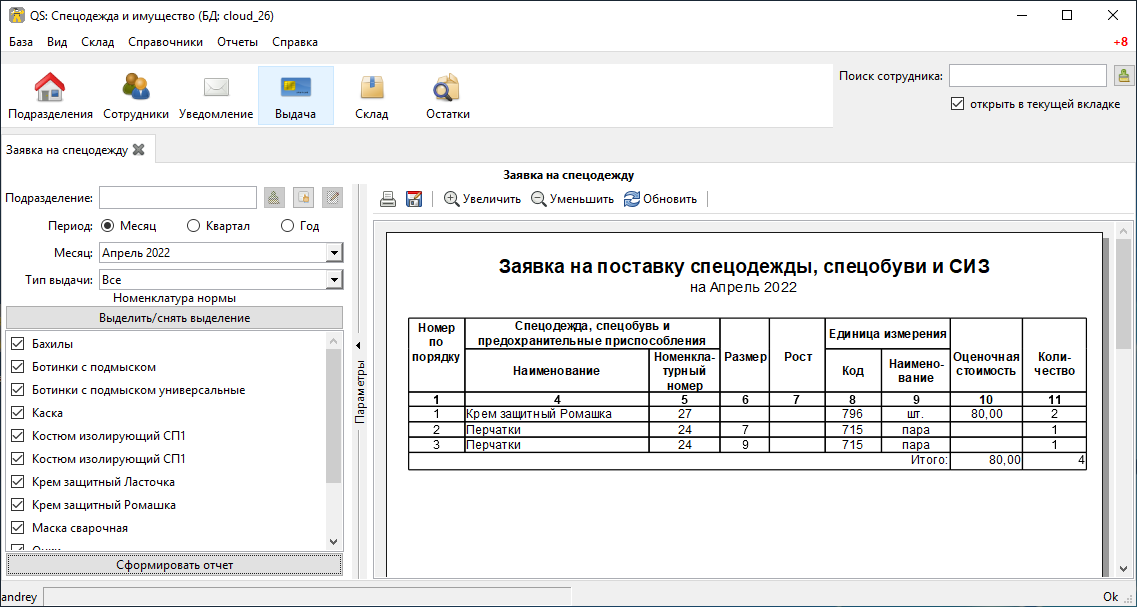 QS: Спецодежда и имущество (БД: cloud_26)
База Вид Склад Справочники Отчеты Справка +8
Подразделения Сотрудники Уведомление Выдача Склад Остатки
Поиск сотрудника:
открыть в текущей вкладке
Заявка на спецодежду
Подразделение:
Период: Месяц Квартал Год
Месяц: Апрель 2022
Тип выдачи: Все
Номенклатура нормы
Выделить/снять выделение
Бахилы
Ботинки с подмыском
Ботинки с подмыском универсальные
Каска
Костюм изолирующий СП1
Костюм изолирующий СП1
Крем защитный Ласточка
Крем защитный Ромашка
Маска сварочная
Сформировать отчет
Параметры
Заявка на спецодежду
Увеличить Уменьшить Обновить
Заявка на поставку спецодежды, спецобуви и СИЗ
на Апрель 2022
Номер по порядку
Спецодежда, спецобувь и предохранительные приспособления
Наименование
Номенкла-
турный
номер
Размер
Рост
Единица измерения
Код
Наимено-
вание
Оценочная
стоимость
Коли-
чество
1 4 5 6 7 8 9 10 11
1 Крем защитный Ромашка 27 796 шт. 80,00 2
2 Перчатки 24 7 715 пара 1
3 Перчатки 24 9 715 пара 1
Итого: 80,00 4
andrey
Ok